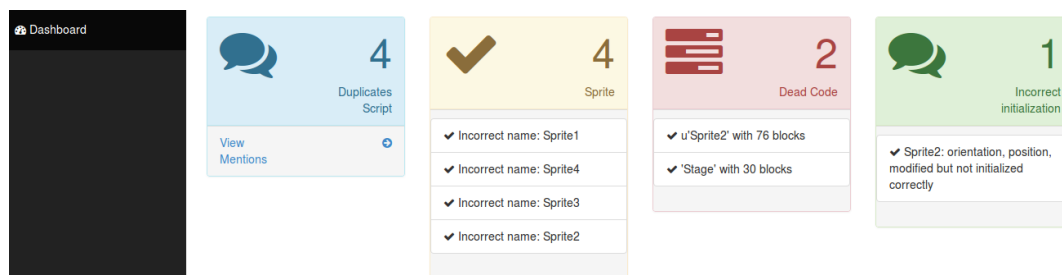 Dashboard
4
Duplicates
Script
View
Mentions
4
Sprite
Incorrect name: Sprite1
Incorrect name: Sprite4
Incorrect name: Sprite3
Incorrect name: Sprite2
2
Dead Code
u'Sprite2' with 76 blocks
'Stage' with 30 blocks
1
Incorrect
initialization
Sprite2: orientation, position,
modified but not initialized
correctly